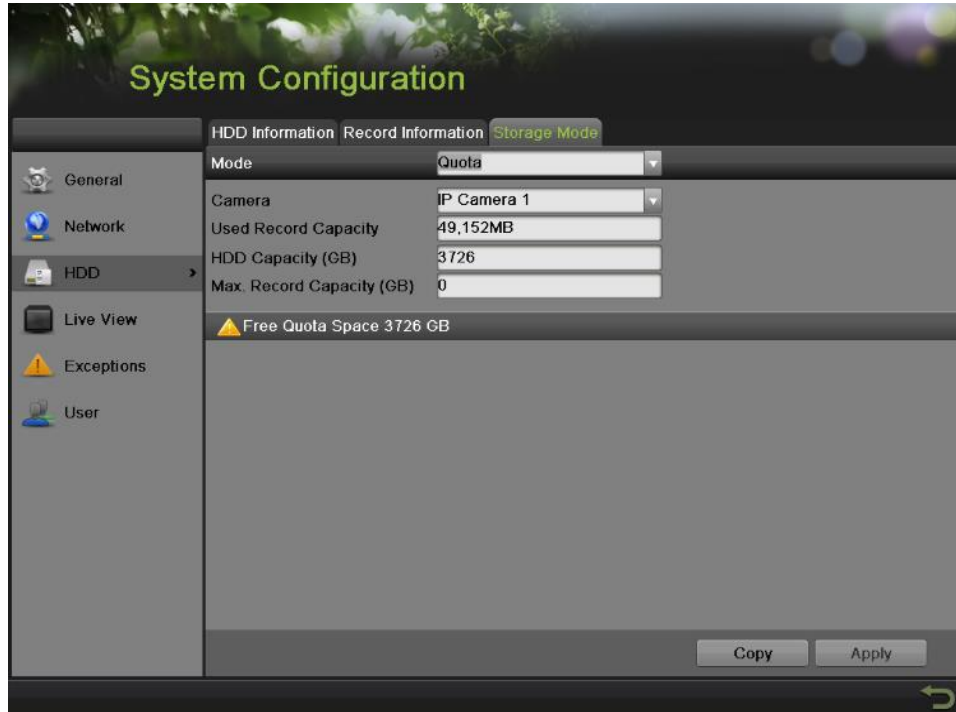 System Configuration
HDD Information Record Information Storage Mode
Mode Quota
General
Camera IP Camera 1
Network
Used Record Capacity 49,152MB
HDD Capacity (GB) 3726
HDD
Max. Record Capacity (GB) 0
Live View
Free Quota Space 3726 GB
Exceptions
User
Copy Apply